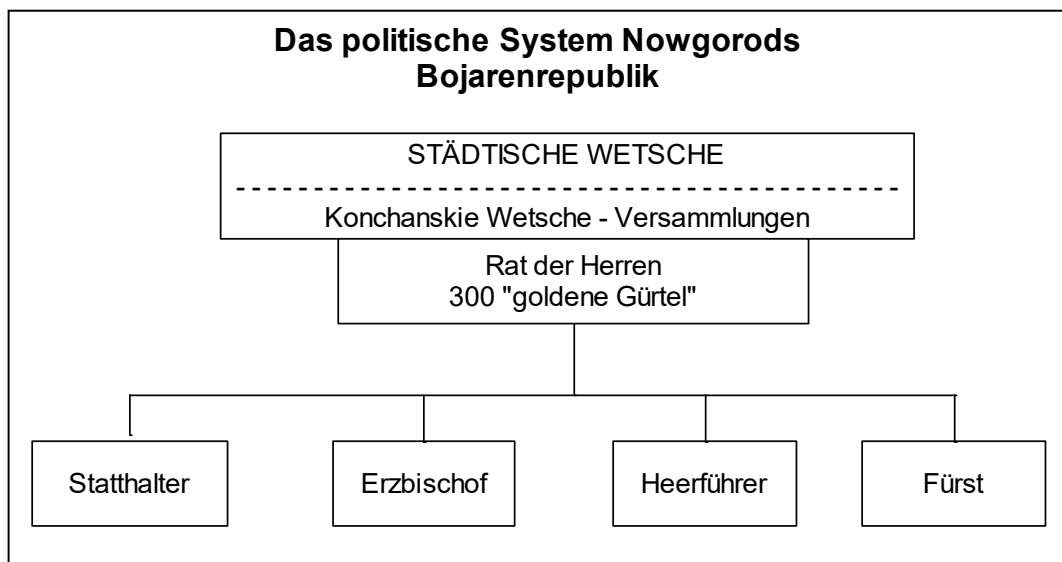 Das politische System Nowgorods
Bojarenrepublik
STÄDTISCHE WETSCHE
Konchanskie Wetsche - Versammlungen
Rat der Herren
300 "goldene Gürtel"
Statthalter
Erzbischof
Heerführer
Fürst